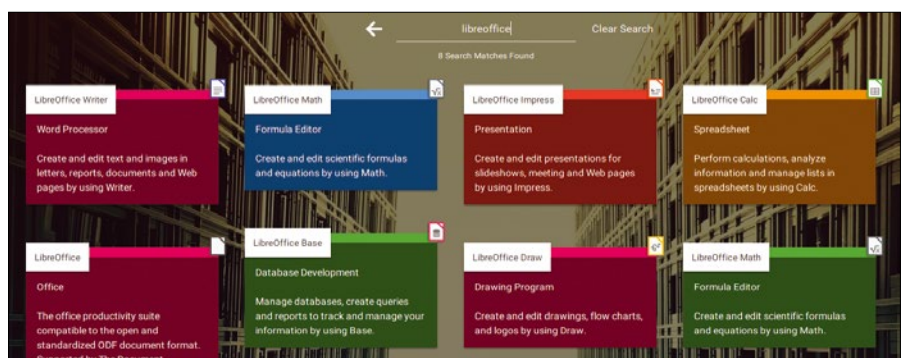 libreoffice
Clear Search
8 Search Matches Found
LibreOffice Writer
Word Processor
Create and edit text and images in
letters, reports, documents and Web
pages by using Writer.
LibreOffice Math
Formula Editor
Create and edit scientific formulas
and equations by using Math.
LibreOffice Impress
Presentation
Create and edit presentations for
slideshows, meeting and Web pages
by using Impress.
LibreOffice Calc
Spreadsheet
Perform calculations, analyze
information and manage lists in
spreadsheets by using Calc.
LibreOffice
Office
The office productivity suite
compatible to the open and
standardized ODF document format.
Supported by The Document
LibreOffice Base
Database Development
Manage databases, create queries
and reports to track and manage your
information by using Base.
LibreOffice Draw
Drawing Program
Create and edit drawings, flow charts,
and logos by using Draw.
LibreOffice Math
Formula Editor
Create and edit scientific formulas
and equations by using Math.